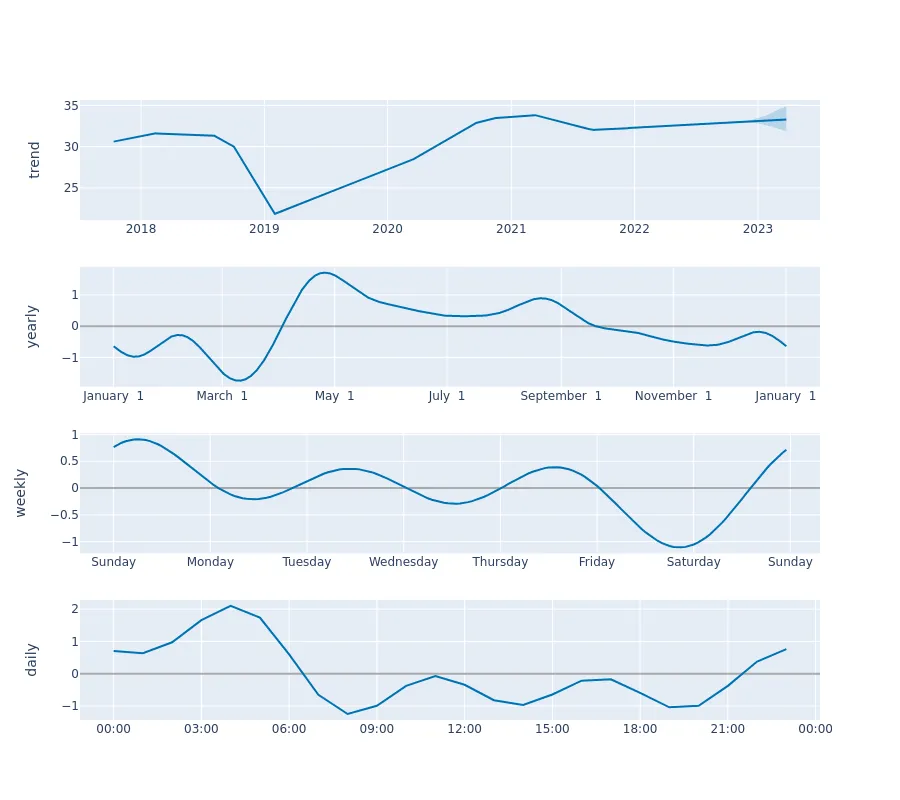 trend
35
30
25
2018 2019 2020 2021 2022 2023
yearly
1
0
−1
January 1 March 1 May 1 July 1 September 1 November 1 January 1
weekly
1
0.5
0
−0.5
−1
Sunday Monday Tuesday Wednesday Thursday Friday Saturday Sunday
daily
2
1
0
−1
00:00 03:00 06:00 09:00 12:00 15:00 18:00 21:00 00:00